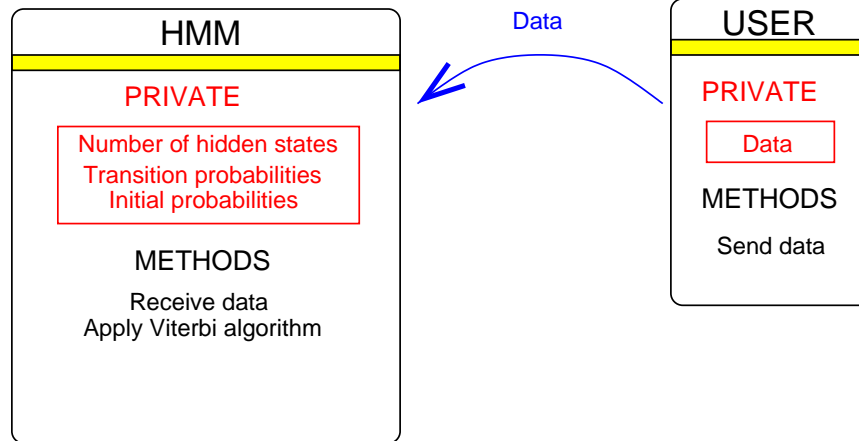 HMM
PRIVATE
Number of hidden states
Transition probabilities
Initial probabilities
METHODS
Receive data
Apply Viterbi algorithm
Data
USER
PRIVATE
Data
METHODS
Send data